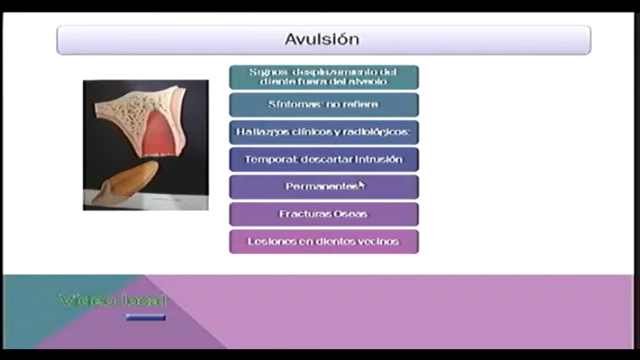 Avulsión
Signos: desplazamiento del
diente fuera del alveolo
Síntomas: no refiere
Hallazgos clínicos y radiológicos:
Temporal: descartar intrusión
Permanentes
Fracturas Oseas
Lesiones en dientes vecinos
Video local